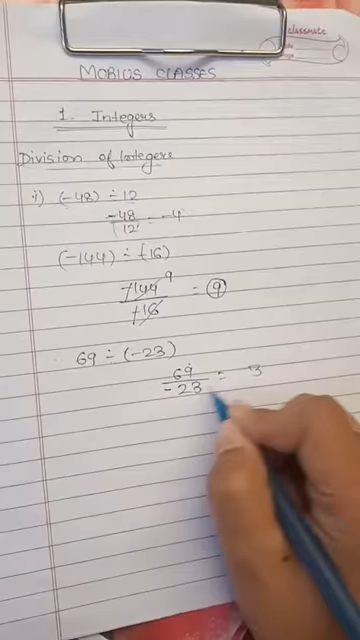 classmate
MOBIUS CLASSES
1. Integers
Division of Integers
i) (-48) ÷ 12
-48/12 = -4
(-144) ÷ (-16)
-144/-16 9 = 9
69 ÷ (-23)
69/-23 = 3